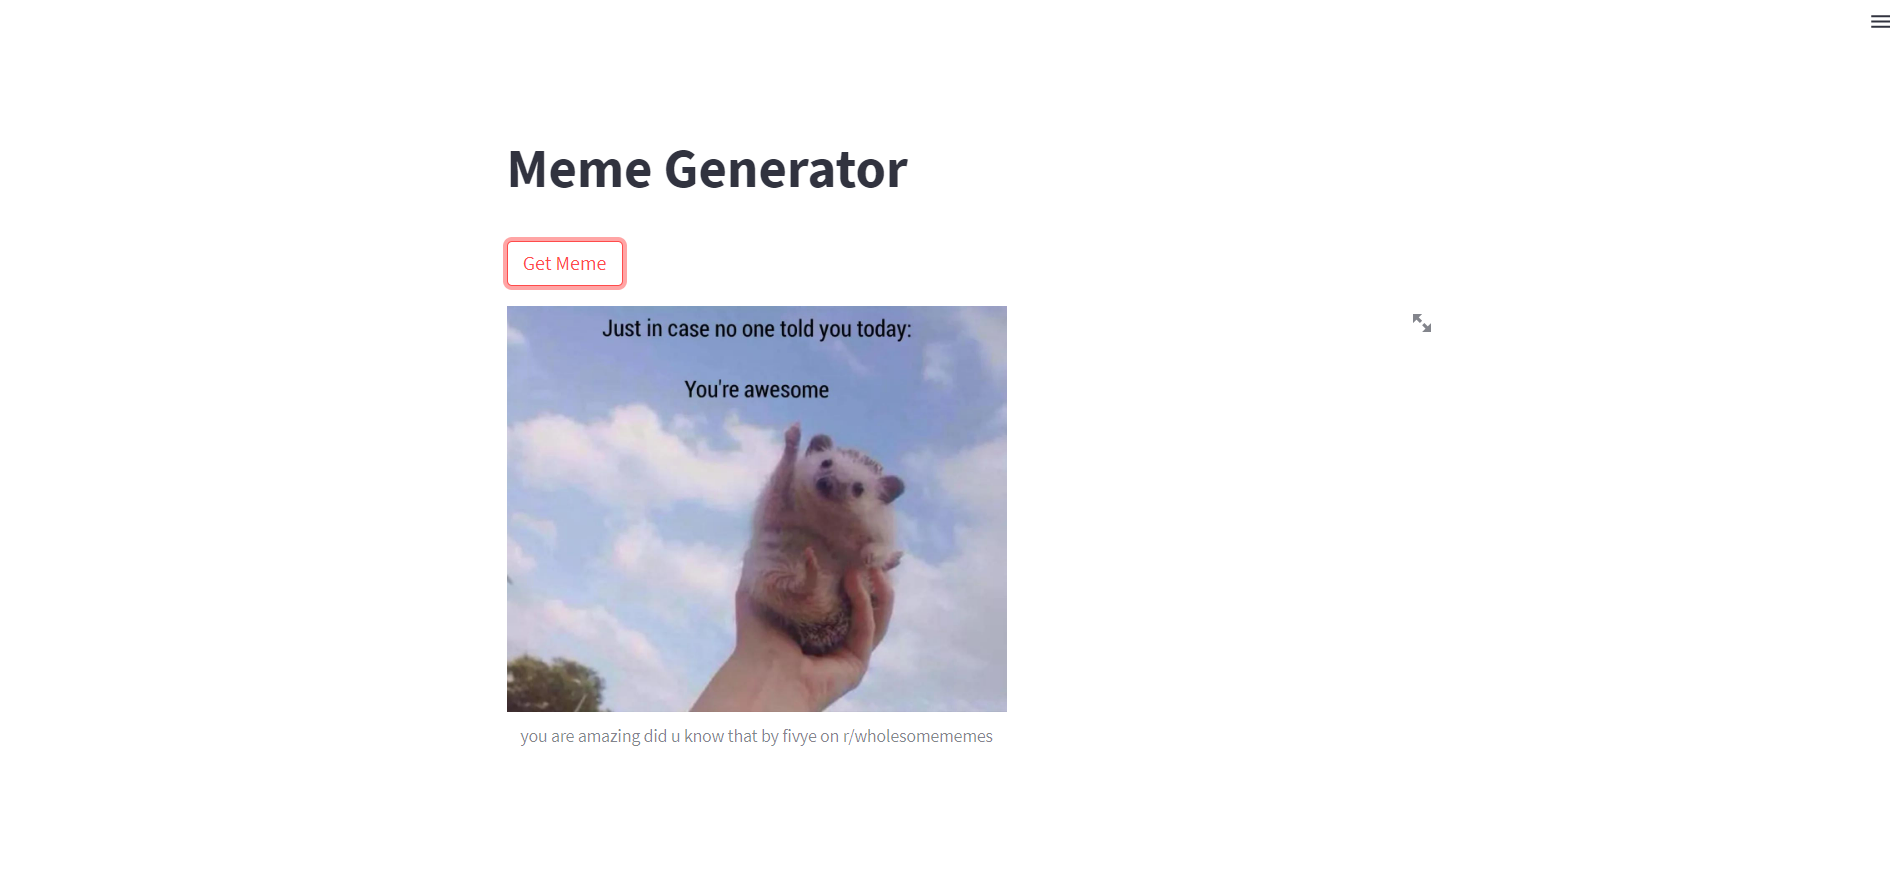 Meme Generator
Get Meme
Just in case no one told you today:
You're awesome
you are amazing did u know that by fivye on r/wholesomememes